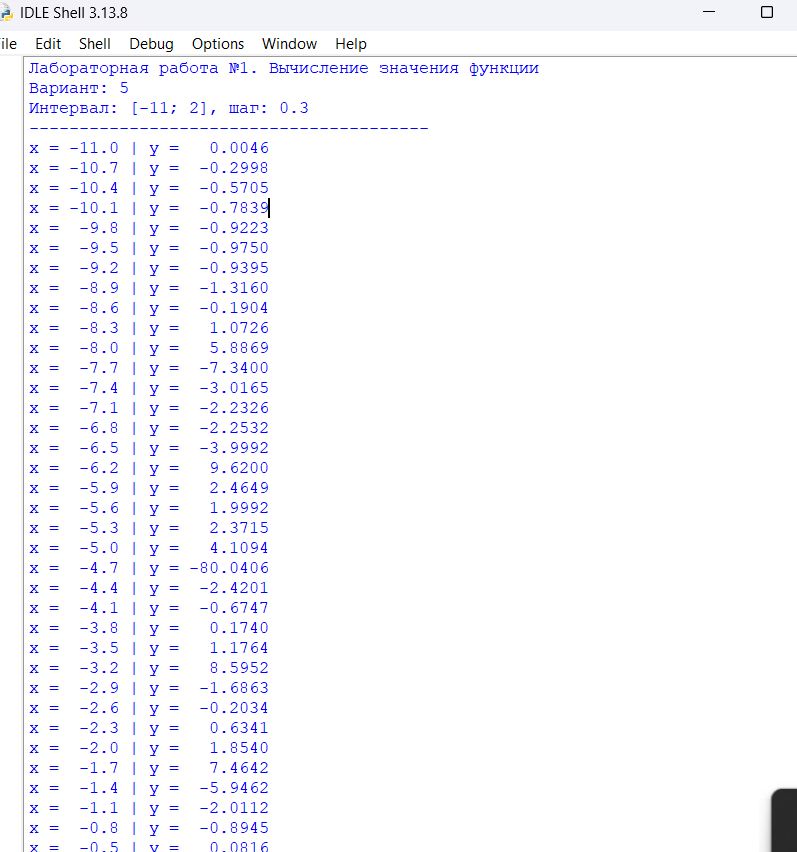 IDLE Shell 3.13.8
ile Edit Shell Debug Options Window Help
Лабораторная работа №1. Вычисление значения функции
Вариант: 5
Интервал: [-11; 2], шаг: 0.3
----------------------------------------
x = -11.0 | y =   0.0046
x = -10.7 | y =  -0.2998
x = -10.4 | y =  -0.5705
x = -10.1 | y =  -0.7839
x =  -9.8 | y =  -0.9223
x =  -9.5 | y =  -0.9750
x =  -9.2 | y =  -0.9395
x =  -8.9 | y =  -1.3160
x =  -8.6 | y =  -0.1904
x =  -8.3 | y =   1.0726
x =  -8.0 | y =   5.8869
x =  -7.7 | y =  -7.3400
x =  -7.4 | y =  -3.0165
x =  -7.1 | y =  -2.2326
x =  -6.8 | y =  -2.2532
x =  -6.5 | y =  -3.9992
x =  -6.2 | y =   9.6200
x =  -5.9 | y =   2.4649
x =  -5.6 | y =   1.9992
x =  -5.3 | y =   2.3715
x =  -5.0 | y =   4.1094
x =  -4.7 | y = -80.0406
x =  -4.4 | y =  -2.4201
x =  -4.1 | y =  -0.6747
x =  -3.8 | y =   0.1740
x =  -3.5 | y =   1.1764
x =  -3.2 | y =   8.5952
x =  -2.9 | y =  -1.6863
x =  -2.6 | y =  -0.2034
x =  -2.3 | y =   0.6341
x =  -2.0 | y =   1.8540
x =  -1.7 | y =   7.4642
x =  -1.4 | y =  -5.9462
x =  -1.1 | y =  -2.0112
x =  -0.8 | y =  -0.8945
x =  -0.5 | y =   0.0816